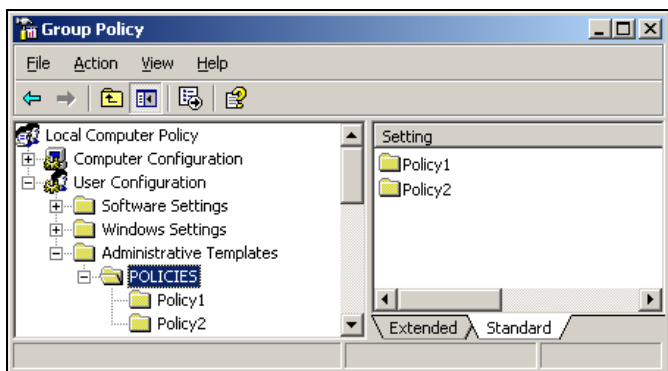 Group Policy
File Action View Help
Local Computer Policy
Computer Configuration
User Configuration
Software Settings
Windows Settings
Administrative Templates
POLICIES
Policy1
Policy2
Setting
Policy1
Policy2
Extended Standard